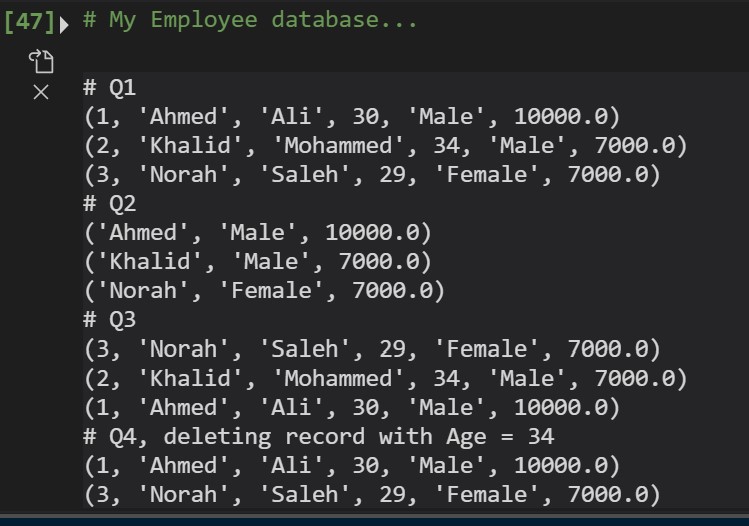 [47] # My Employee database...
# Q1
(1, 'Ahmed', 'Ali', 30, 'Male', 10000.0)
(2, 'Khalid', 'Mohammed', 34, 'Male', 7000.0)
(3, 'Norah', 'Saleh', 29, 'Female', 7000.0)
# Q2
('Ahmed', 'Male', 10000.0)
('Khalid', 'Male', 7000.0)
('Norah', 'Female', 7000.0)
# Q3
(3, 'Norah', 'Saleh', 29, 'Female', 7000.0)
(2, 'Khalid', 'Mohammed', 34, 'Male', 7000.0)
(1, 'Ahmed', 'Ali', 30, 'Male', 10000.0)
# Q4, deleting record with Age = 34
(1, 'Ahmed', 'Ali', 30, 'Male', 10000.0)
(3, 'Norah', 'Saleh', 29, 'Female', 7000.0)